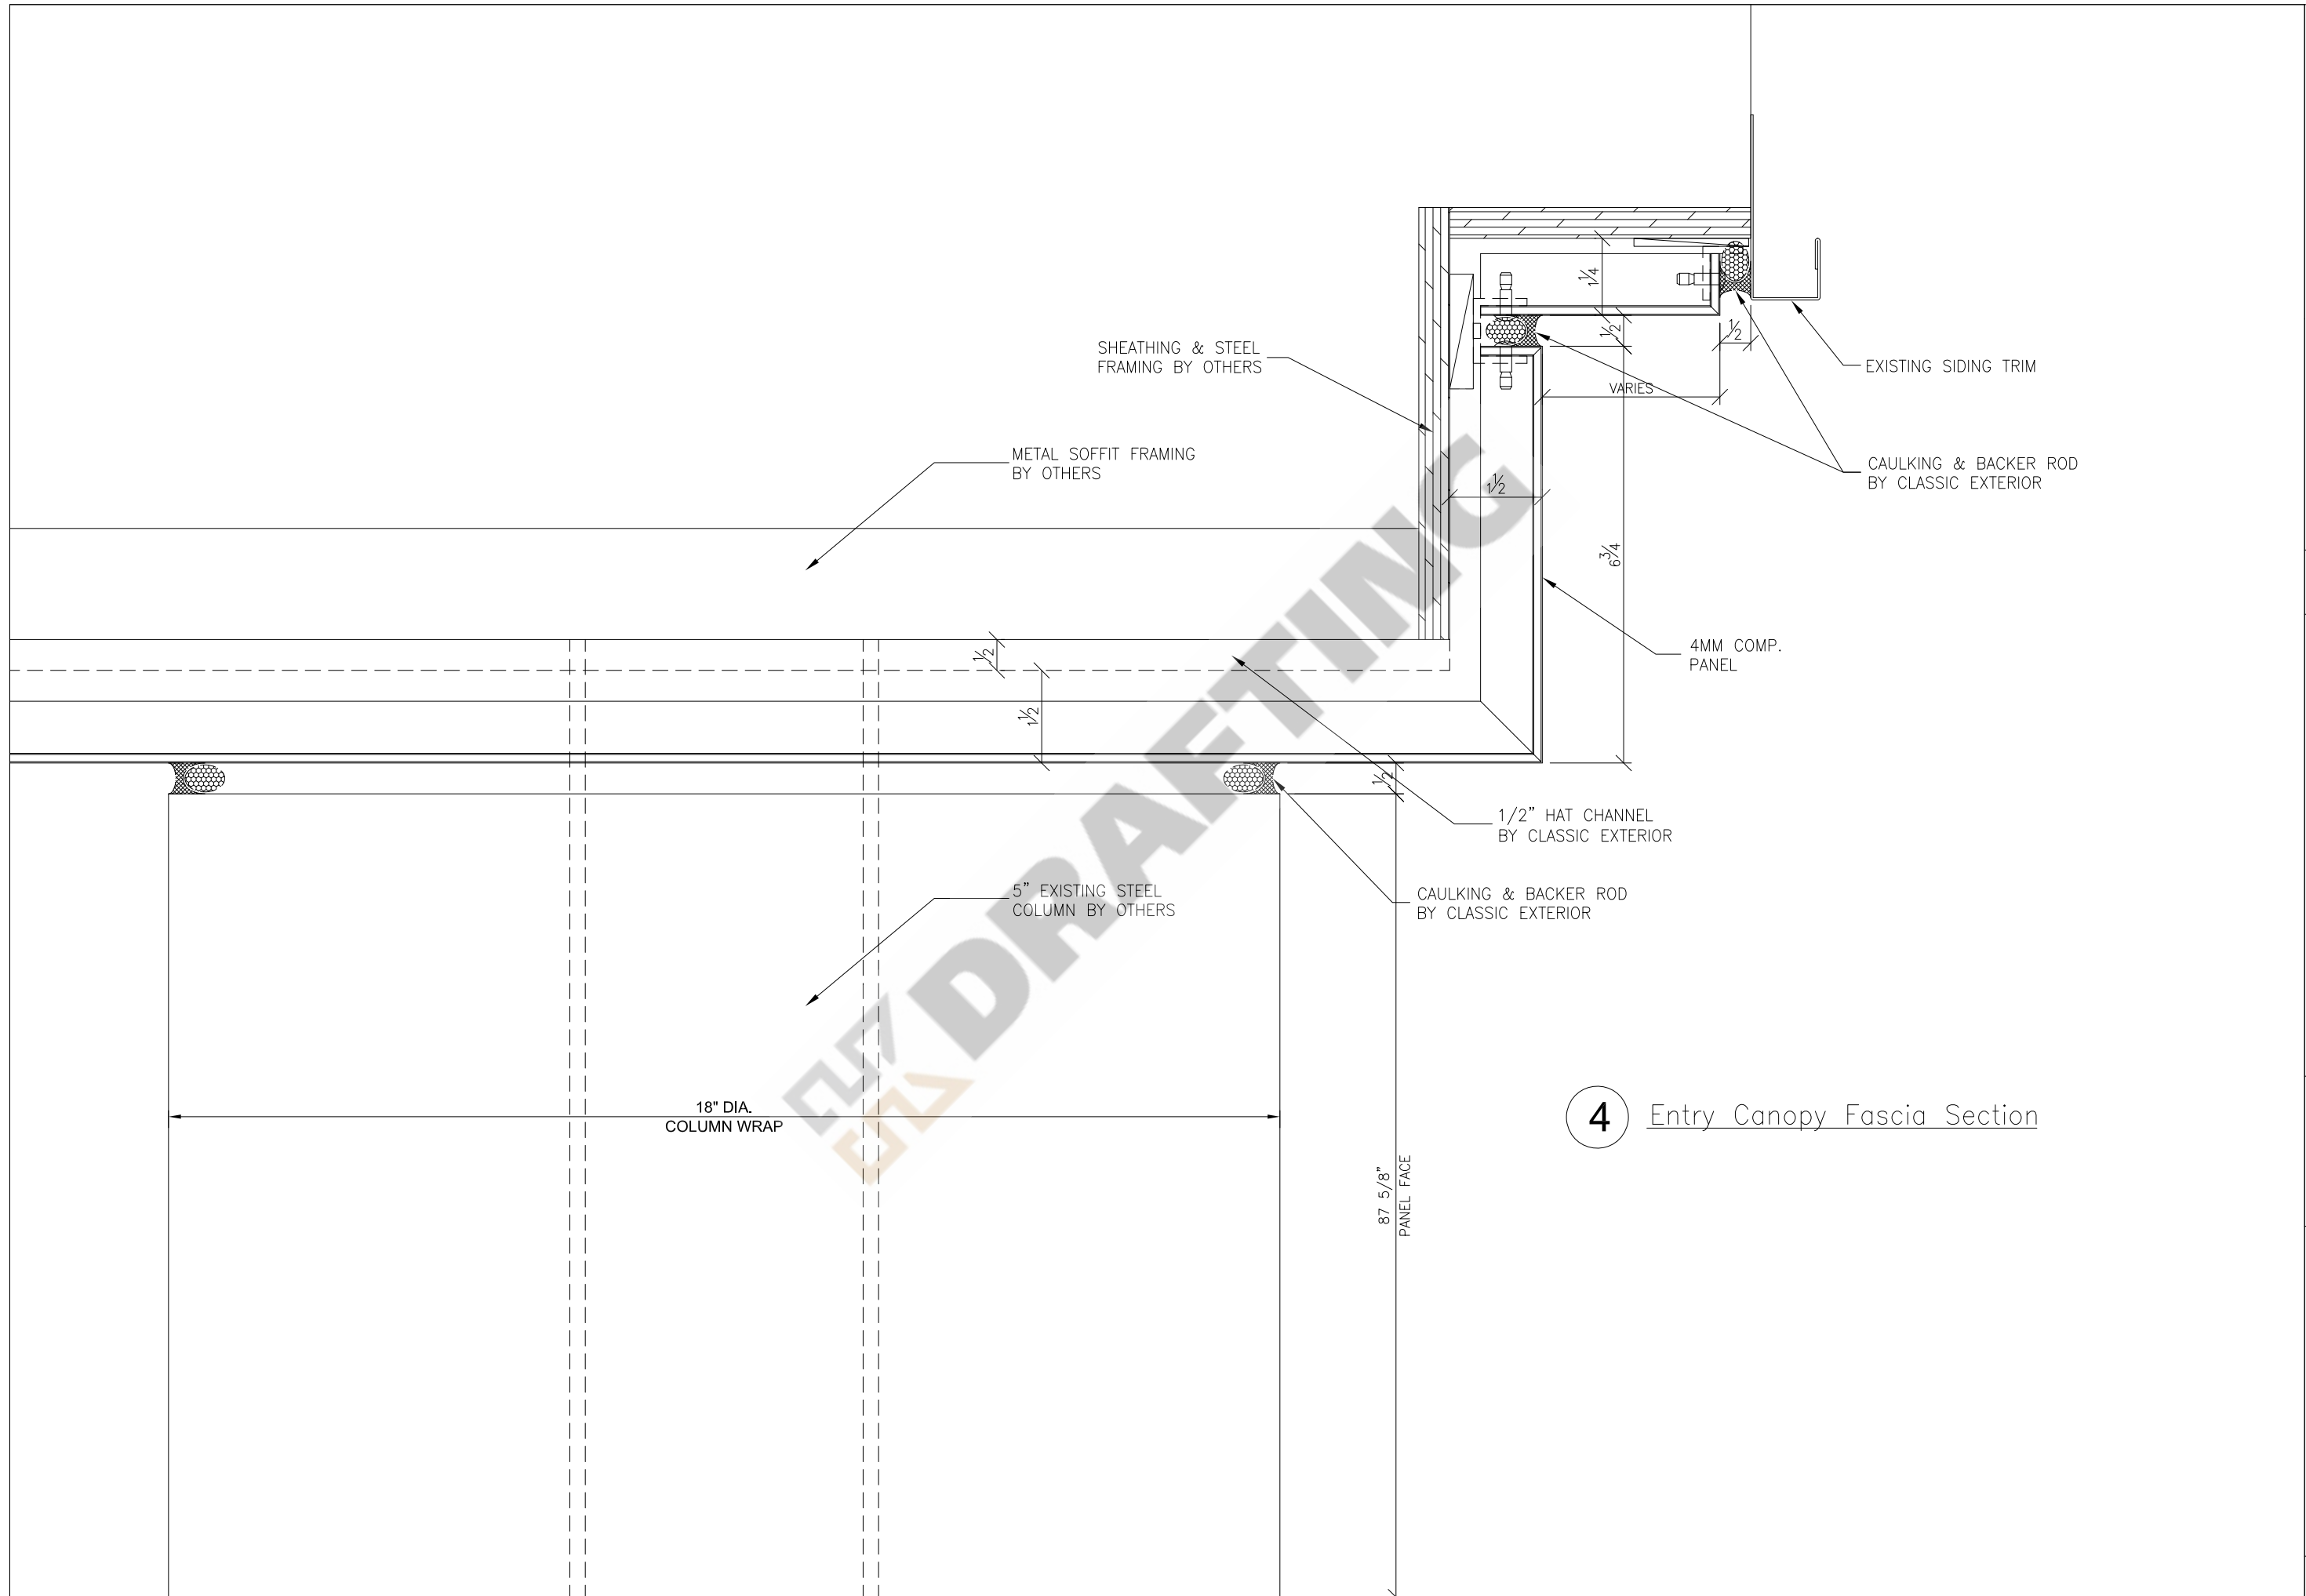 1 1/4
SHEATHING & STEEL
FRAMING BY OTHERS
1/2
1/2
EXISTING SIDING TRIM
VARIES
METAL SOFFIT FRAMING
BY OTHERS
CAULKING & BACKER ROD
BY CLASSIC EXTERIOR
1 1/2
6 3/4
4MM COMP.
PANEL
1/2
1 1/2
1/2
1/2" HAT CHANNEL
BY CLASSIC EXTERIOR
5" EXISTING STEEL
COLUMN BY OTHERS
CAULKING & BACKER ROD
BY CLASSIC EXTERIOR
DRAFTING
18" DIA.
COLUMN WRAP
4 Entry Canopy Fascia Section
87 5/8"
PANEL FACE